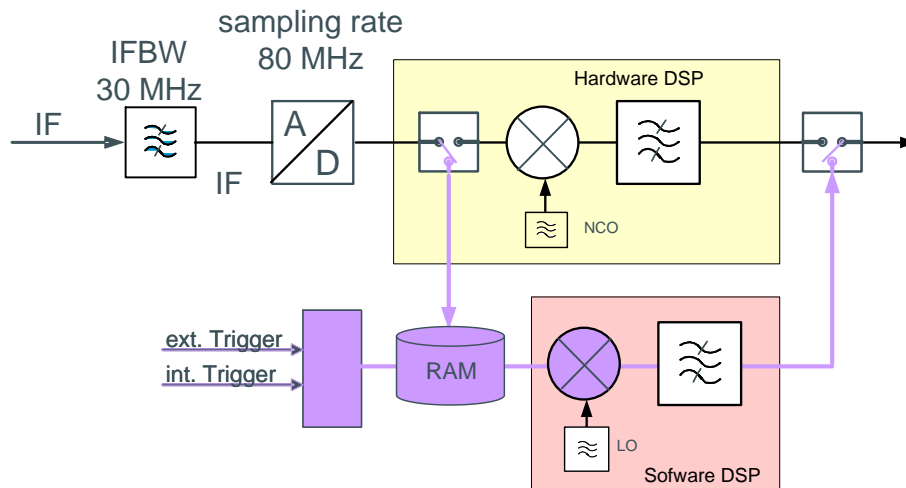 sampling rate
80 MHz
IFBW
30 MHz
Hardware DSP
IF
A
D
IF
NCO
ext. Trigger
int. Trigger
RAM
LO
Sofware DSP